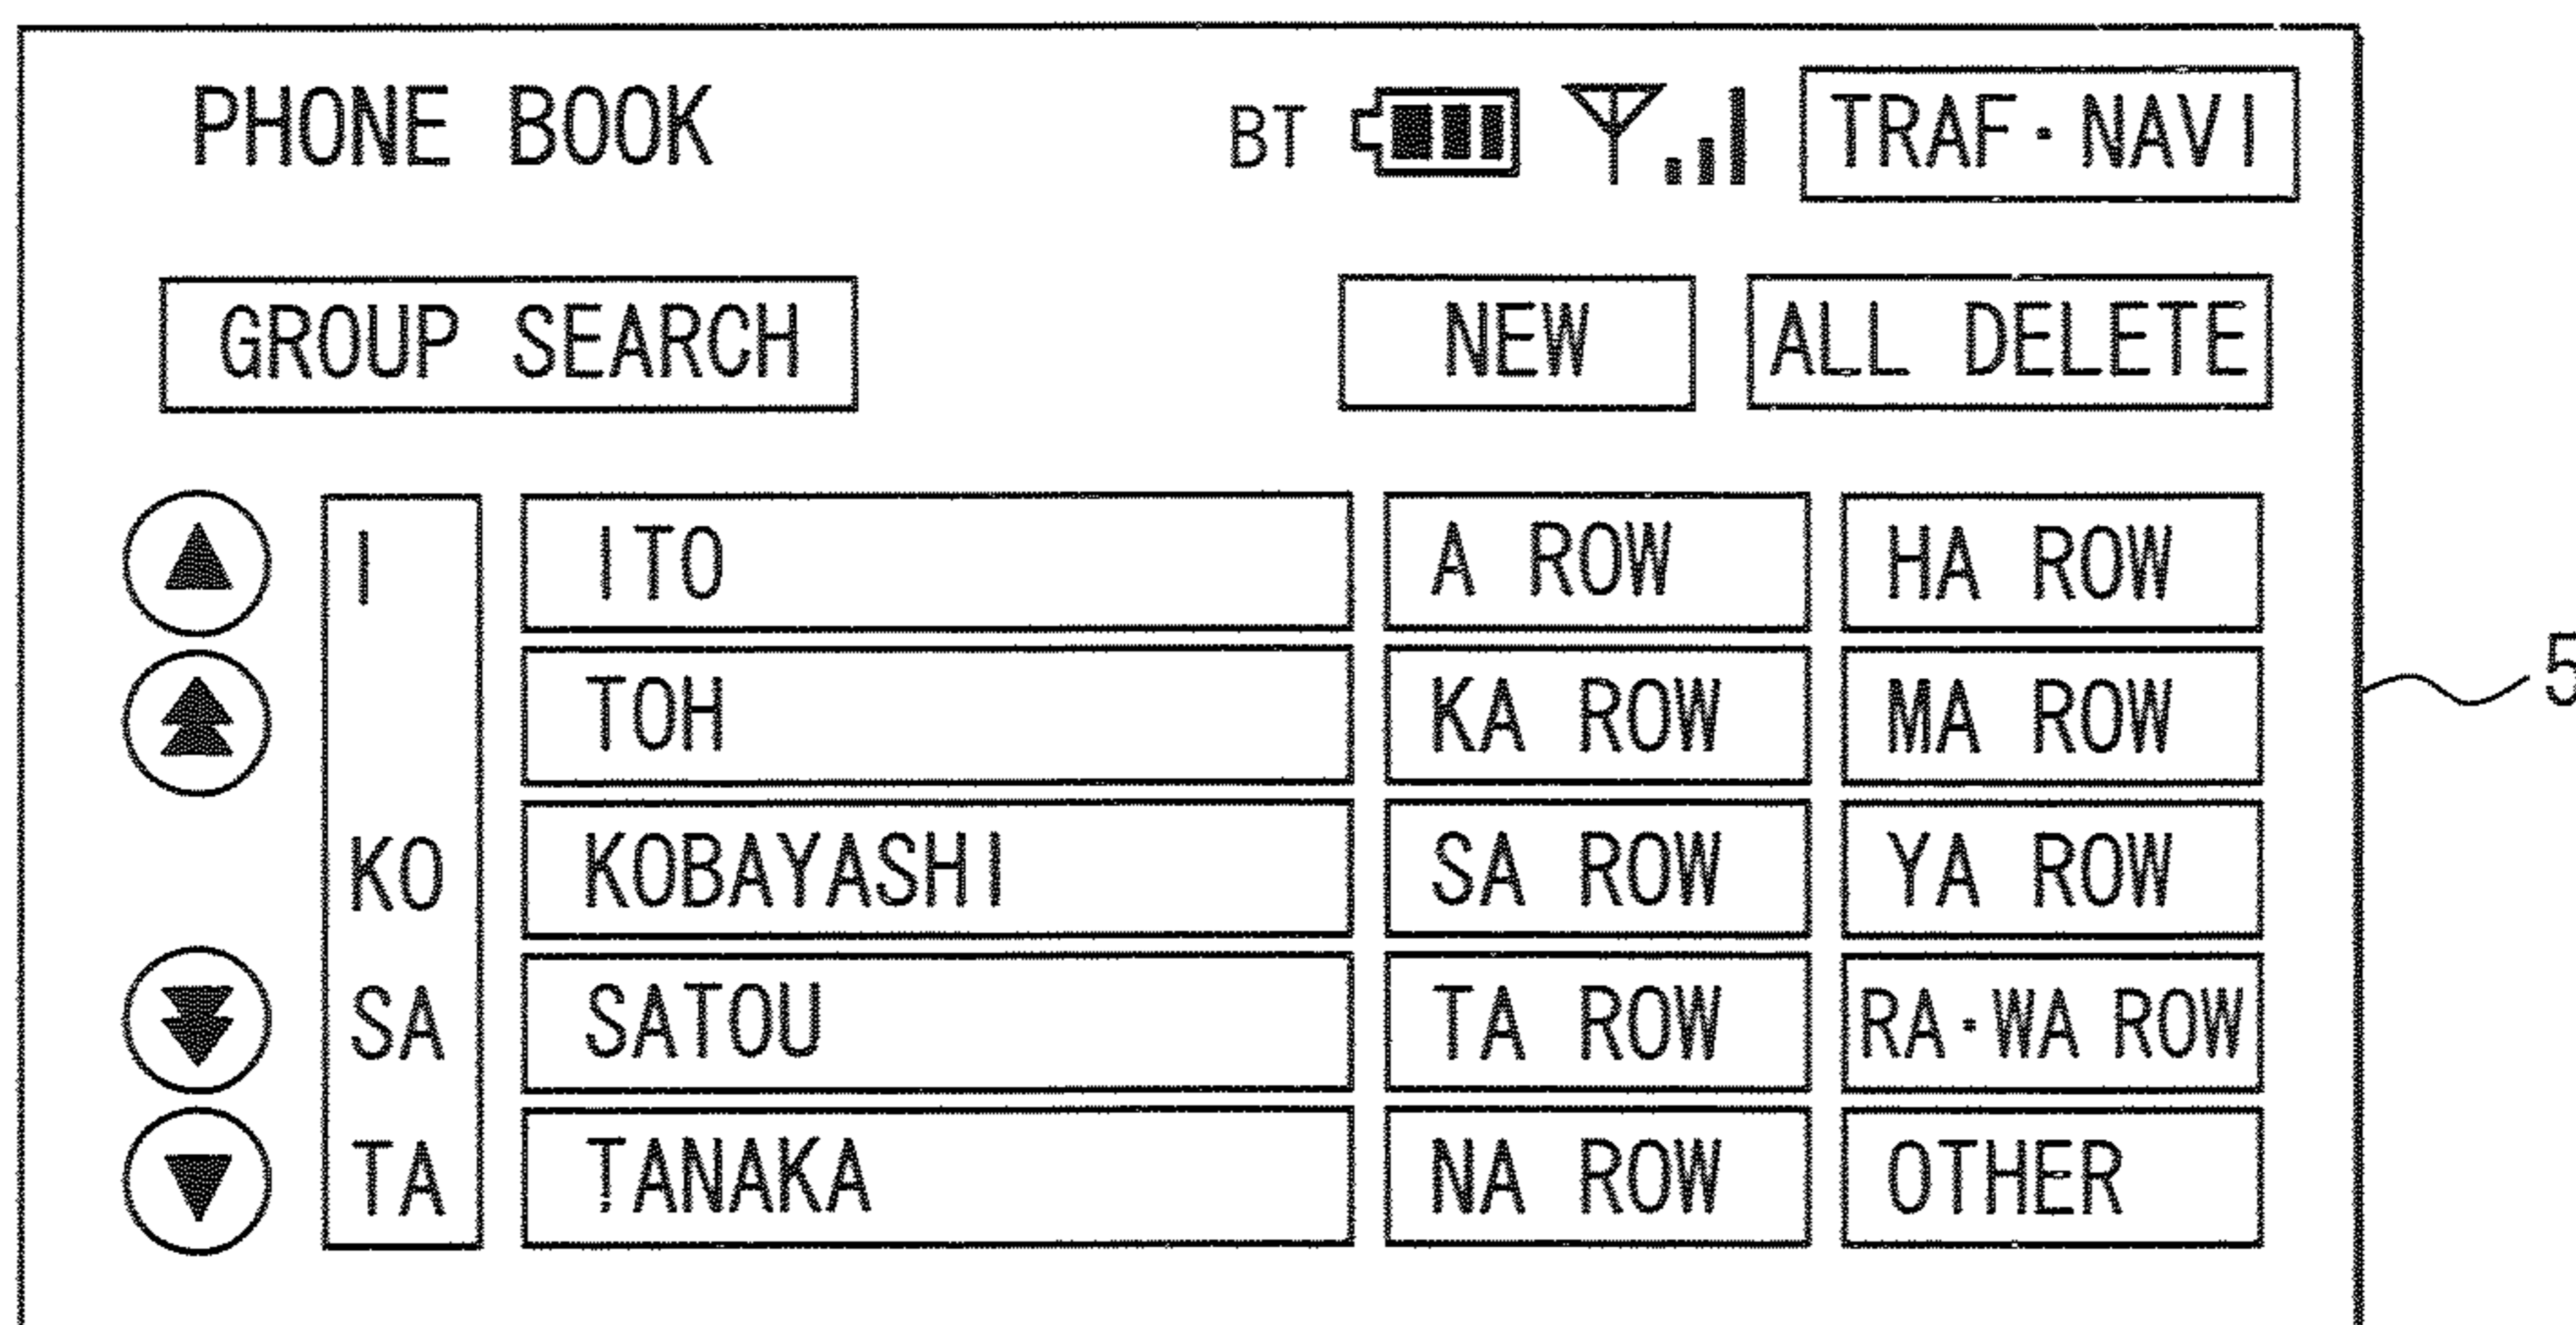 PHONE BOOK BT TRAF·NAVI
GROUP SEARCH NEW ALL DELETE
I ITO A ROW HA ROW
TOH KA ROW MA ROW
5
KO KOBAYASHI SA ROW YA ROW
SA SATOU TA ROW RA·WA ROW
TA TANAKA NA ROW OTHER